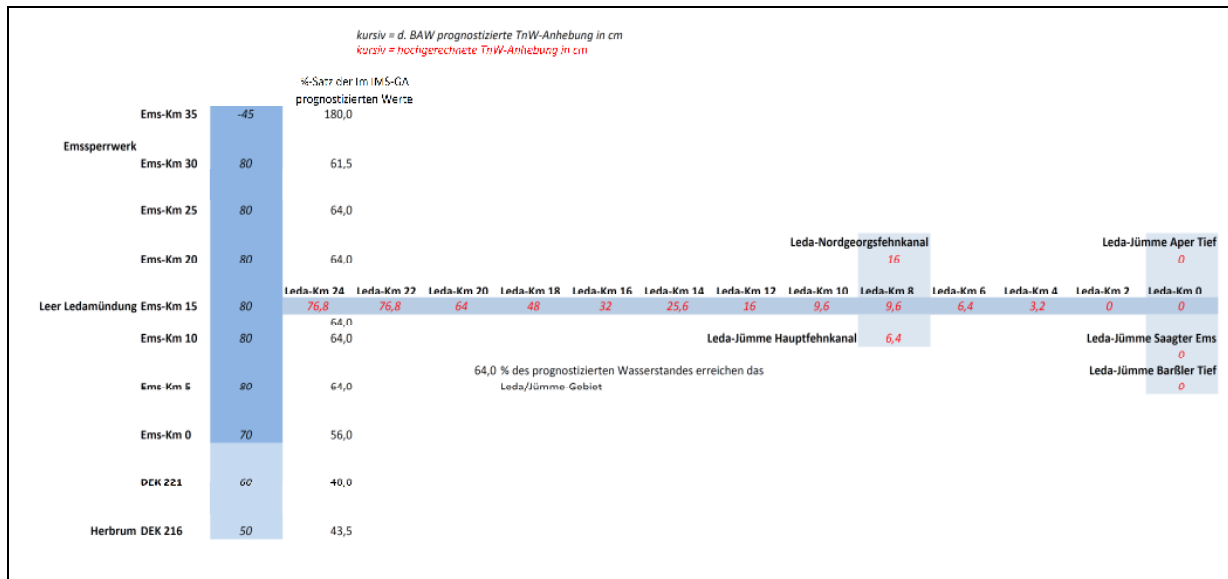 kursiv = d. BAW prognostizierte TnW-Anhebung in cm
kursiv = hochgerechnete TnW-Anhebung in cm
%-Satz der im IMS-GA
prognostizierten Werte
Ems-Km 35 -45 180,0
Emssperrwerk
Ems-Km 30 80 61,5
Ems-Km 25 80 64,0
Leda-Nordgeorgsfehnkanal Leda-Jümme Aper Tief
Ems-Km 20 80 64,0 16 0
Leda-Km 24 Leda-Km 22 Leda-Km 20 Leda-Km 18 Leda-Km 16 Leda-Km 14 Leda-Km 12 Leda-Km 10 Leda-Km 8 Leda-Km 6 Leda-Km 4 Leda-Km 2 Leda-Km 0
Leer Ledamündung Ems-Km 15 80 76,8 76,8 64 48 32 25,6 16 9,6 9,6 6,4 3,2 0 0
64,0
Ems-Km 10 80 64,0 Leda-Jümme Hauptfehnkanal 6,4 Leda-Jümme Saagter Ems
0
64,0 % des prognostizierten Wasserstandes erreichen das Leda-Jümme Barßler Tief
Ems-Km 5 80 64,0 Leda/Jümme-Gebiet 0
Ems-Km 0 70 56,0
DEK 221 60 40,0
Herbrum DEK 216 50 43,5